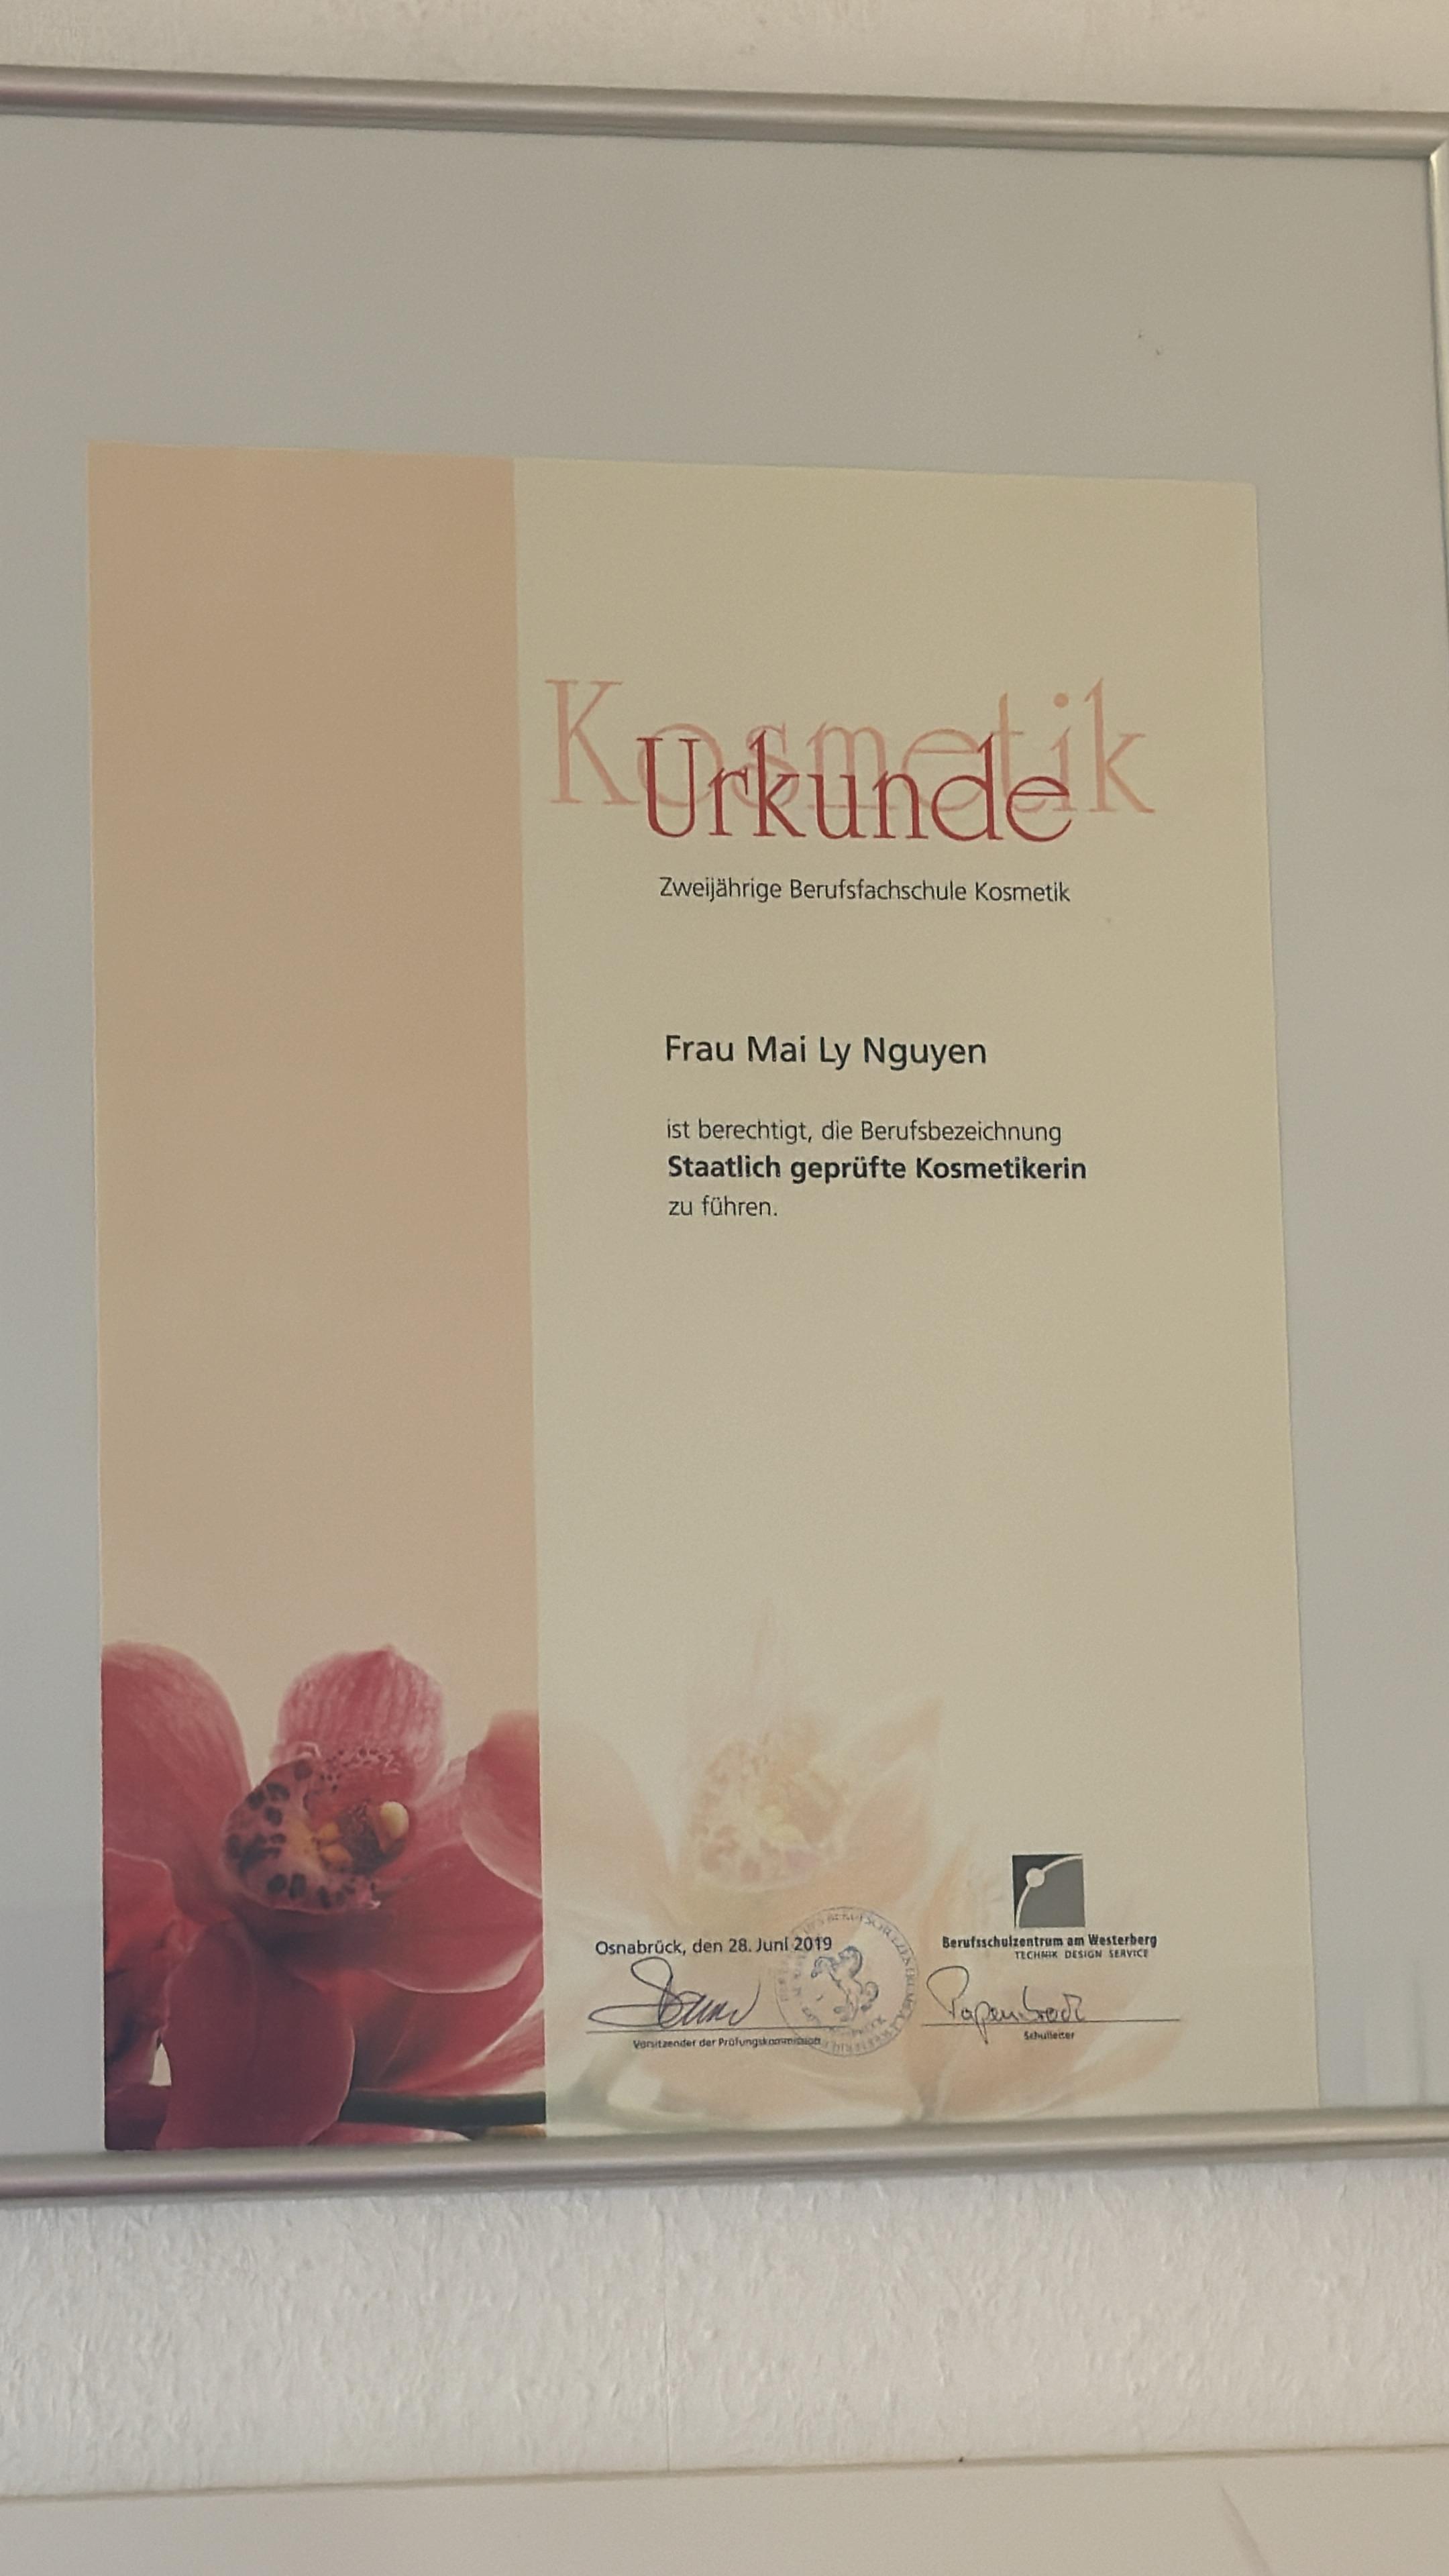 Kosmetik
Urkunde
Zweijährige Berufsfachschule Kosmetik
Frau Mai Ly Nguyen
ist berechtigt, die Berufsbezeichnung
Staatlich geprüfte Kosmetikerin
zu führen.
Osnabrück, den 28. Juni 2019
Vorsitzender der Prüfungskommission
Berufsschulzentrum am Westerberg
TECHNIK DESIGN SERVICE
Papenbrock
Schulleiter